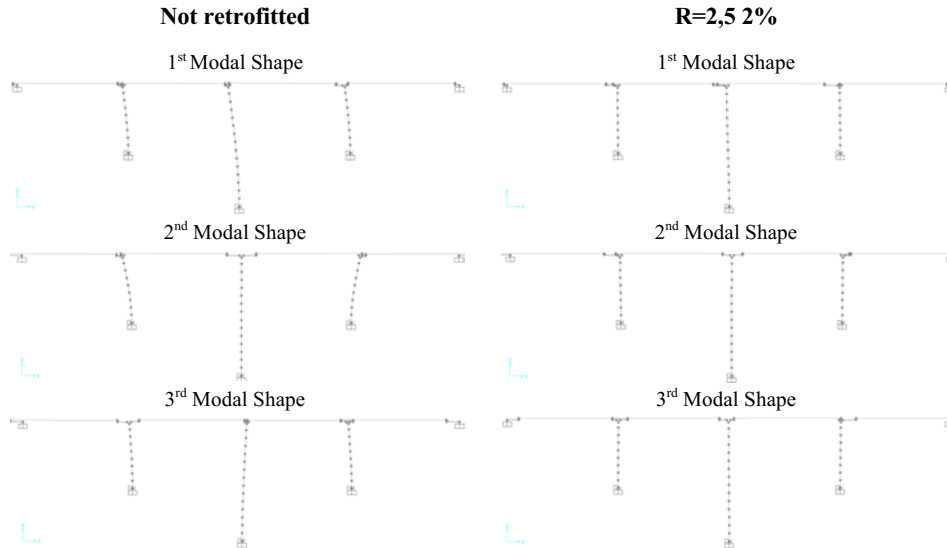 Not retrofitted
R=2,5 2%
1st Modal Shape
1st Modal Shape
2nd Modal Shape
2nd Modal Shape
3rd Modal Shape
3rd Modal Shape